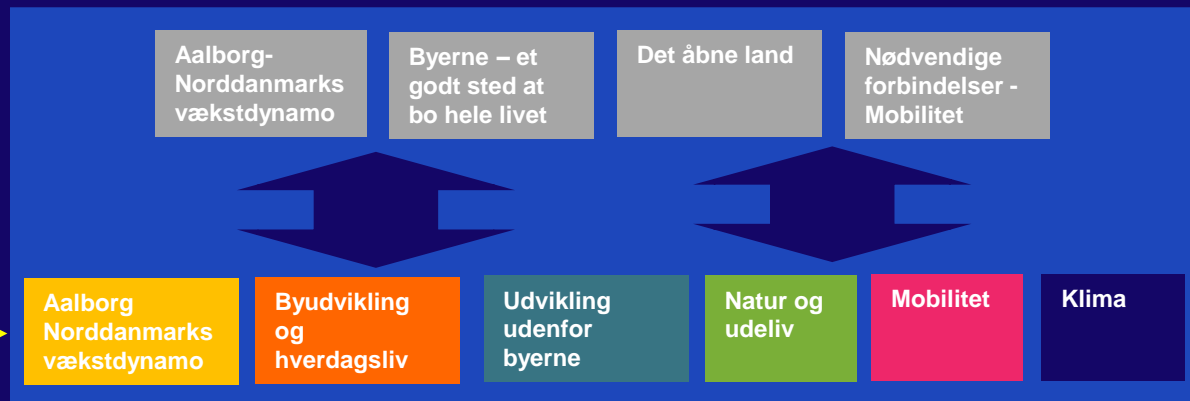 Aalborg-
Norddanmarks
vækstdynamo
Byerne – et
godt sted at
bo hele livet
Det åbne land
Nødvendige
forbindelser -
Mobilitet
Aalborg
Norddanmarks
vækstdynamo
Byudvikling
og
hverdagsliv
Udvikling
udenfor
byerne
Natur og
udeliv
Mobilitet
Klima